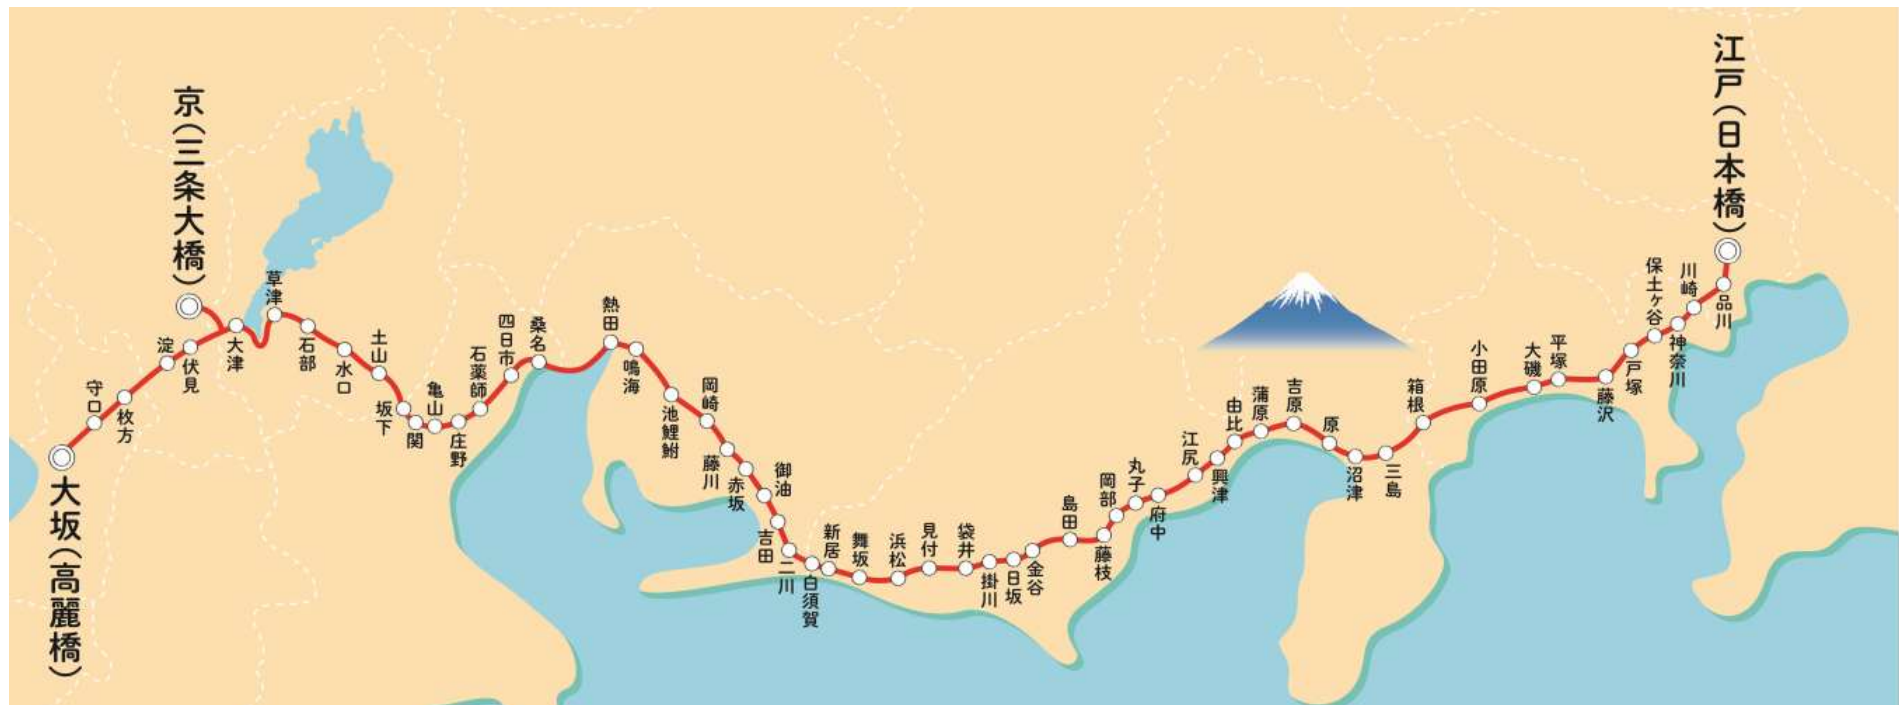 江戸(日本橋)
品川
川崎
神奈川
保土ヶ谷
戸塚
藤沢
平塚
大磯
小田原
箱根
三島
沼津
原
吉原
蒲原
由比
興津
江尻
府中
丸子
岡部
藤枝
島田
金谷
日坂
掛川
袋井
見付
浜松
舞坂
新居
白須賀
二川
吉田
御油
赤坂
藤川
岡崎
池鯉鮒
鳴海
熱田
桑名
四日市
石薬師
庄野
亀山
関
坂下
土山
水口
石部
草津
大津
京(三条大橋)
伏見
淀
枚方
守口
大坂(高麗橋)